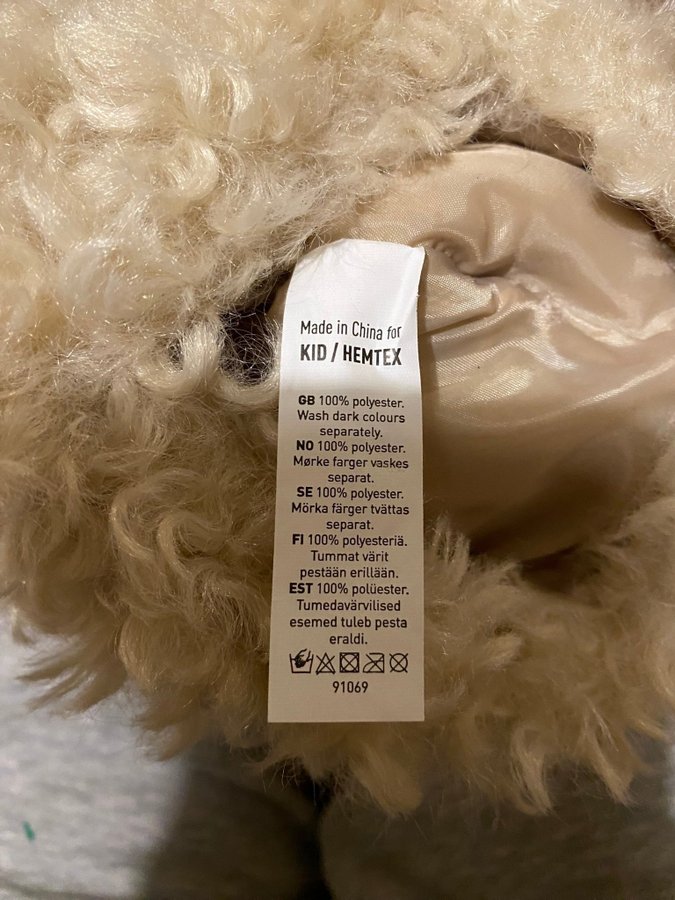 Made in China for
KID / HEMTEX
GB 100% polyester.
Wash dark colours
separately.
NO 100% polyester.
Mørke farger vaskes
separat.
SE 100% polyester.
Mörka färger tvättas
separat.
FI 100% polyesteriä.
Tummat värit
pestään erillään.
EST 100% polüester.
Tumedavärvilised
esemed tuleb pesta
eraldi.
91069